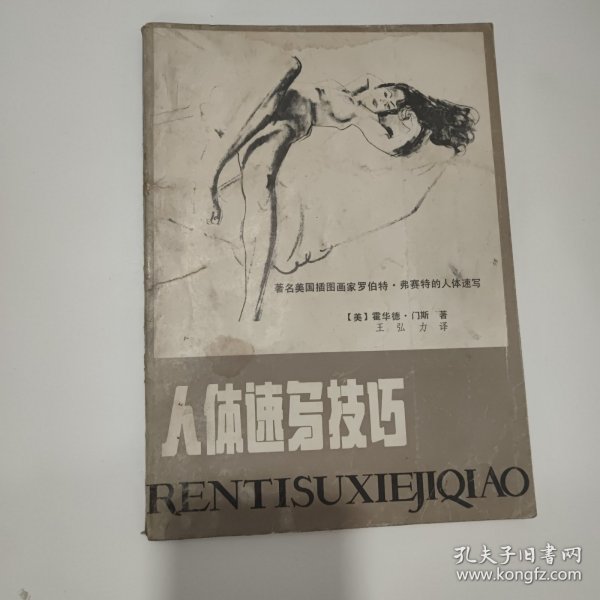 著名美国插图画家罗伯特·弗赛特的人体速写
【美】霍华德·门斯 著
王弘力译
人体速写技巧
RENTISUXIEJIQIAO
孔夫子旧书网
www.kongfz.com